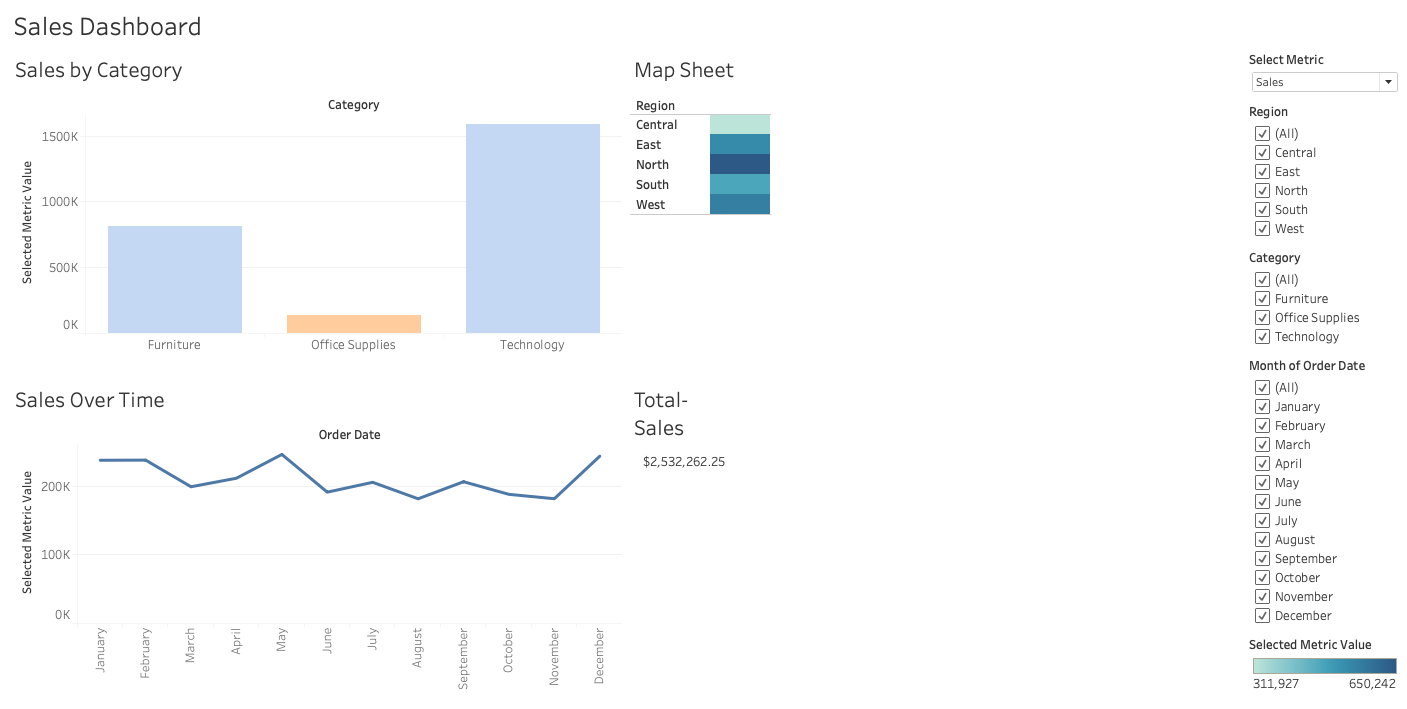 Sales Dashboard
Sales by Category
Category
Selected Metric Value
1500K
1000K
500K
0K
Furniture
Office Supplies
Technology
Map Sheet
Region
Central
East
North
South
West
Sales Over Time
Order Date
Selected Metric Value
200K
100K
0K
January
February
March
April
May
June
July
August
September
October
November
December
Total-
Sales
$2,532,262.25
Select Metric
Sales
Region
(All)
Central
East
North
South
West
Category
(All)
Furniture
Office Supplies
Technology
Month of Order Date
(All)
January
February
March
April
May
June
July
August
September
October
November
December
Selected Metric Value
311,927 650,242